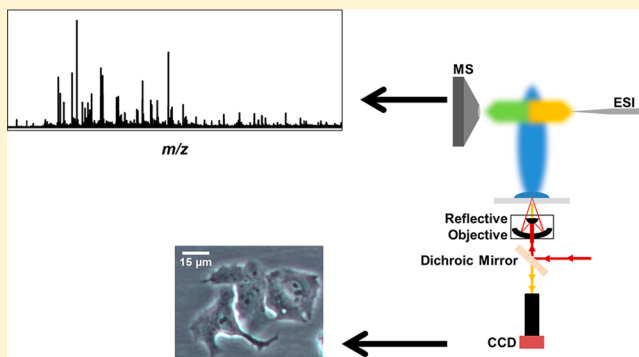 MS
ESI
m/z
Reflective
Objective
15 µm
Dichroic Mirror
CCD